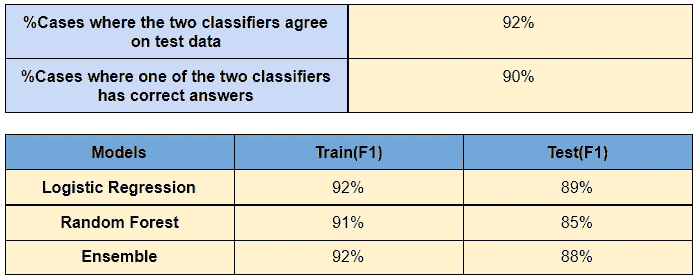 %Cases where the two classifiers agree 92%
on test data
%Cases where one of the two classifiers 90%
has correct answers
Models Train(F1) Test(F1)
Logistic Regression 92% 89%
Random Forest 91% 85%
Ensemble 92% 88%